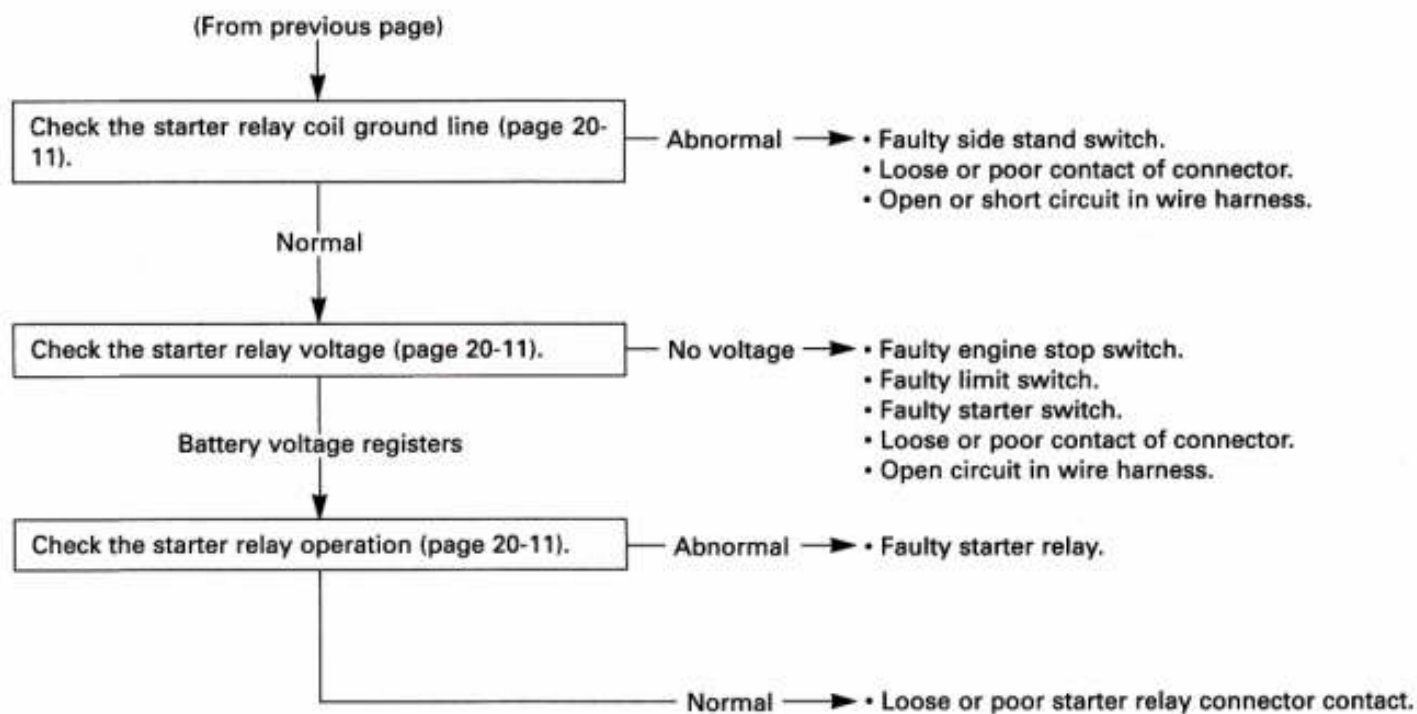 (From previous page)
Check the starter relay coil ground line (page 20-
11).
Abnormal
• Faulty side stand switch.
• Loose or poor contact of connector.
• Open or short circuit in wire harness.
Normal
Check the starter relay voltage (page 20-11).
No voltage
• Faulty engine stop switch.
• Faulty limit switch.
• Faulty starter switch.
• Loose or poor contact of connector.
• Open circuit in wire harness.
Battery voltage registers
Check the starter relay operation (page 20-11).
Abnormal
• Faulty starter relay.
Normal
• Loose or poor starter relay connector contact.